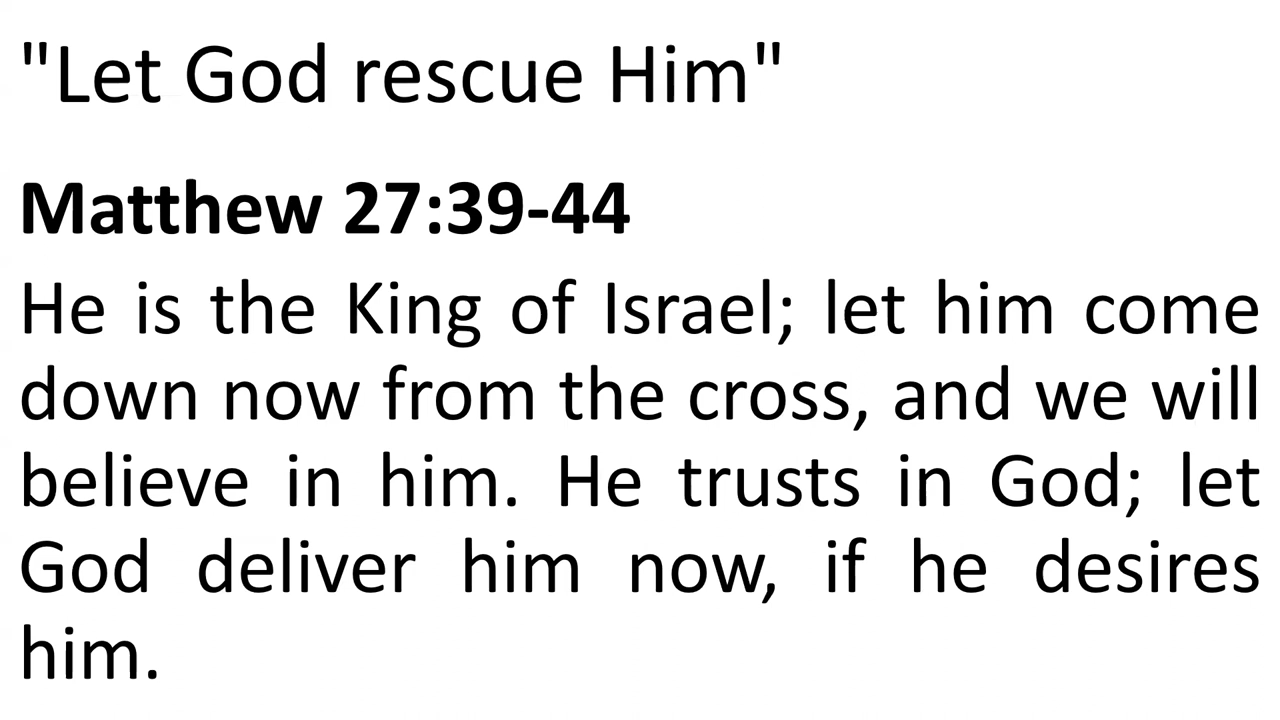 "Let God rescue Him"
Matthew 27:39-44
He is the King of Israel; let him come
down now from the cross, and we will
believe in him. He trusts in God; let
God deliver him now, if he desires
him.